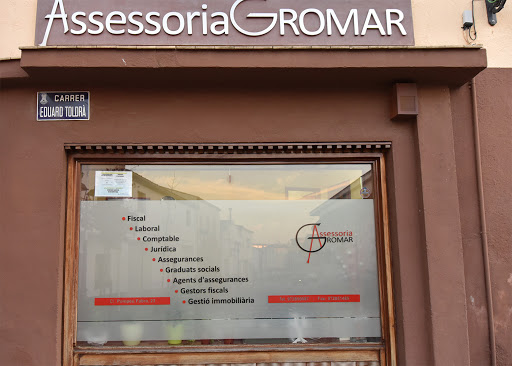 AssessoriaGROMAR
CARRER
EDUARD TOLDRÀ
• Fiscal
• Laboral
• Comptable
• Jurídica
• Assegurances
• Graduats socials
• Agents d'assegurances
• Gestors fiscals
• Gestió immobiliària
Assessoria
GROMAR